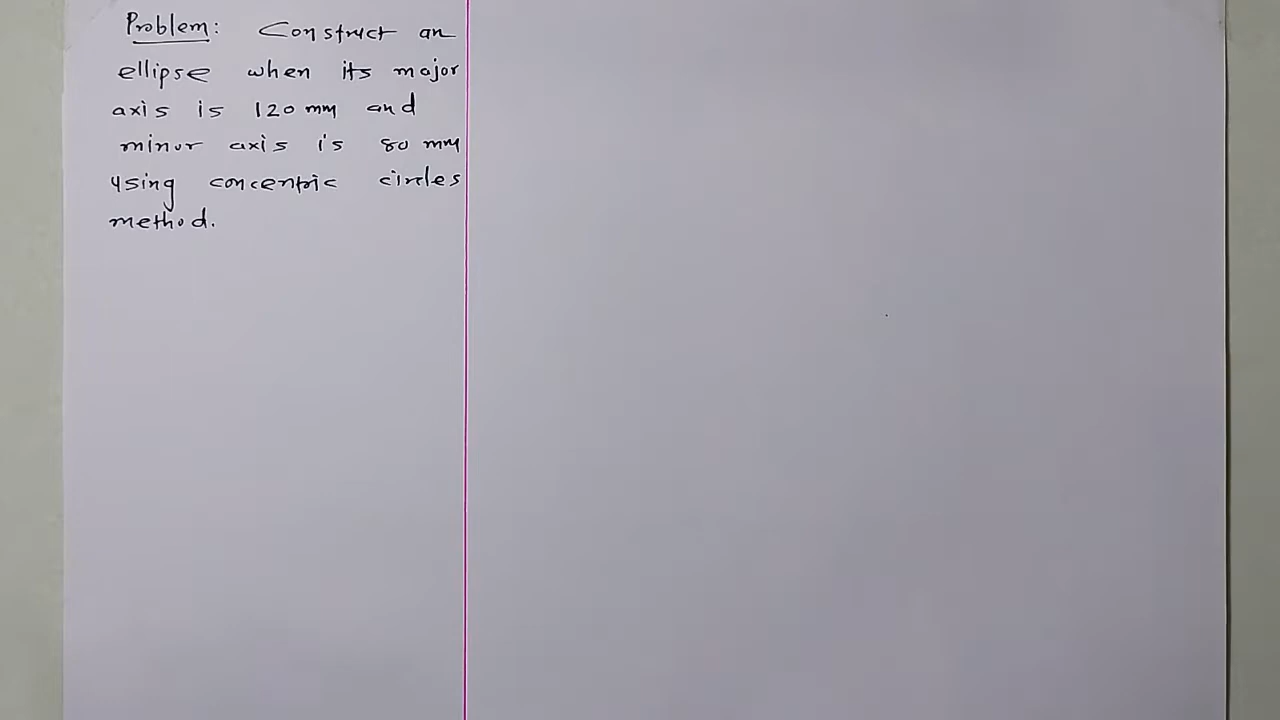 Problem: Construct an
ellipse when its major
axis is 120 mm and
minor axis is 80 mm
using concentric circles
method.